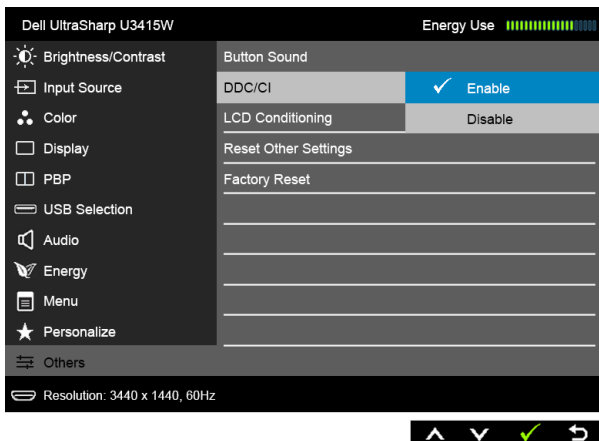 Dell UltraSharp U3415W Energy Use
Brightness/Contrast Button Sound
Input Source DDC/CI Enable
Color LCD Conditioning Disable
Display Reset Other Settings
PBP Factory Reset
USB Selection
Audio
Energy
Menu
Personalize
Others
Resolution: 3440 x 1440, 60Hz